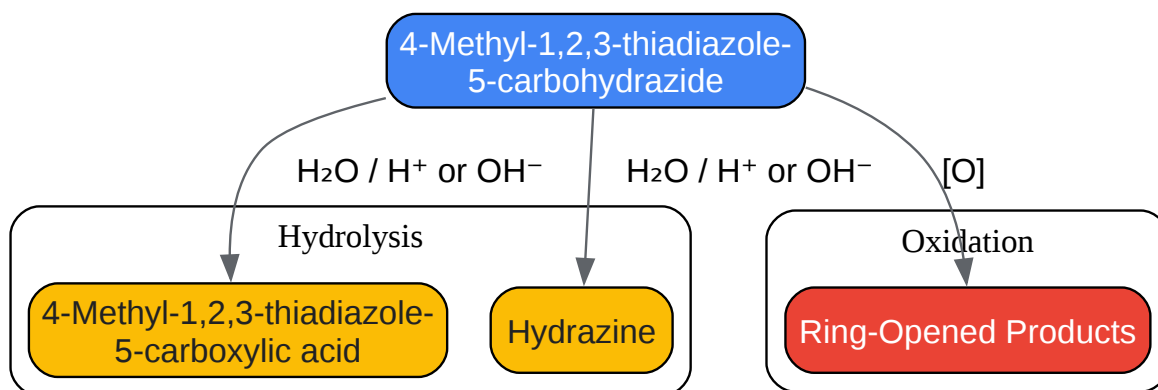 4-Methyl-1,2,3-thiadiazole-
5-carbohydrazide
H₂O / H⁺ or OH⁻
H₂O / H⁺ or OH⁻
[O]
Hydrolysis
Oxidation
4-Methyl-1,2,3-thiadiazole-
5-carboxylic acid
Hydrazine
Ring-Opened Products